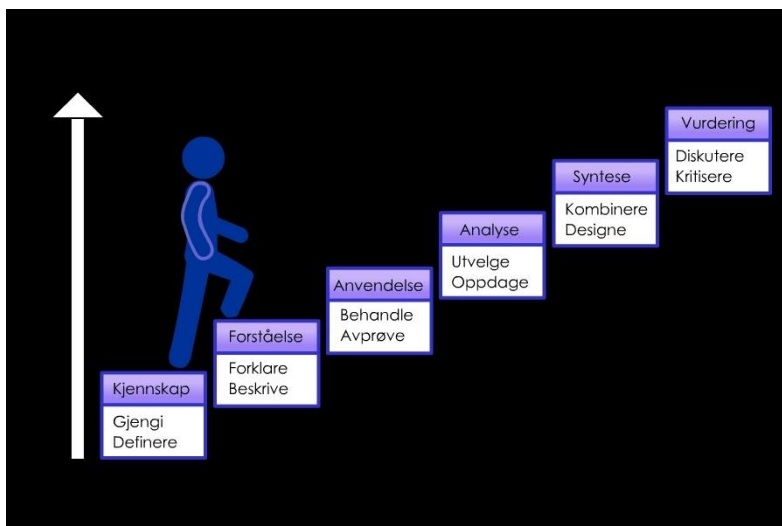 Vurdering
Diskutere
Kritisere
Syntese
Kombinere
Designe
Analyse
Utvelge
Oppdage
Anvendelse
Behandle
Avprøve
Forståelse
Forklare
Beskrive
Kjennskap
Gjengi
Definere